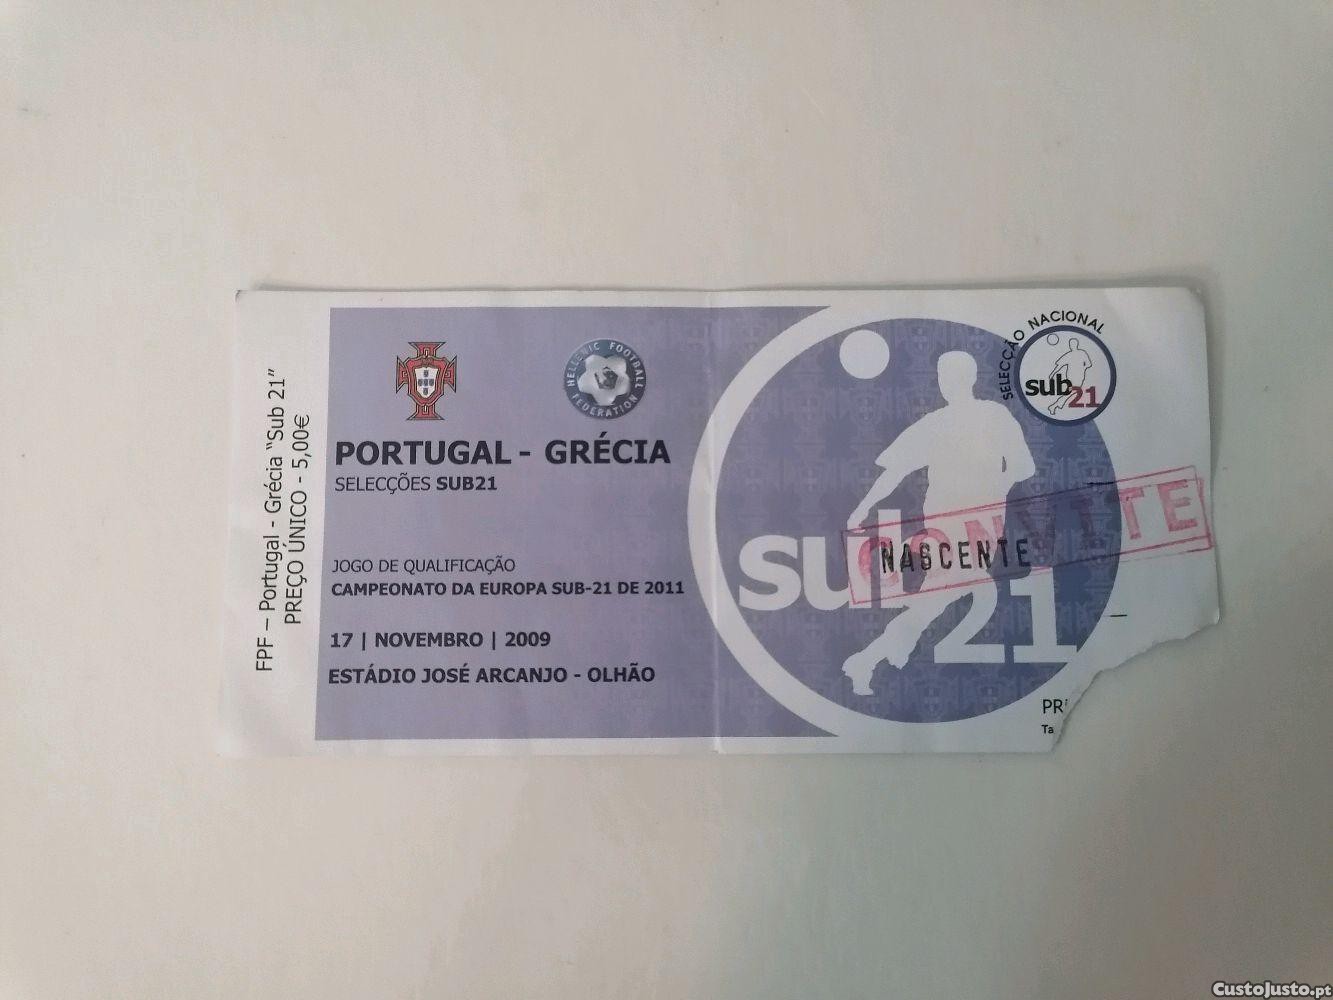 FPF – Portugal - Grécia "Sub 21"
PREÇO ÚNICO - 5,00€
HELLENIC FOOTBALL FEDERATION
PORTUGAL - GRÉCIA
SELECÇÕES SUB21
JOGO DE QUALIFICAÇÃO
CAMPEONATO DA EUROPA SUB-21 DE 2011
17 | NOVEMBRO | 2009
ESTÁDIO JOSÉ ARCANJO - OLHÃO
SELECÇÃO NACIONAL
sub21
sub
21
CONVITE
NASCENTE
CustoJusto.pt